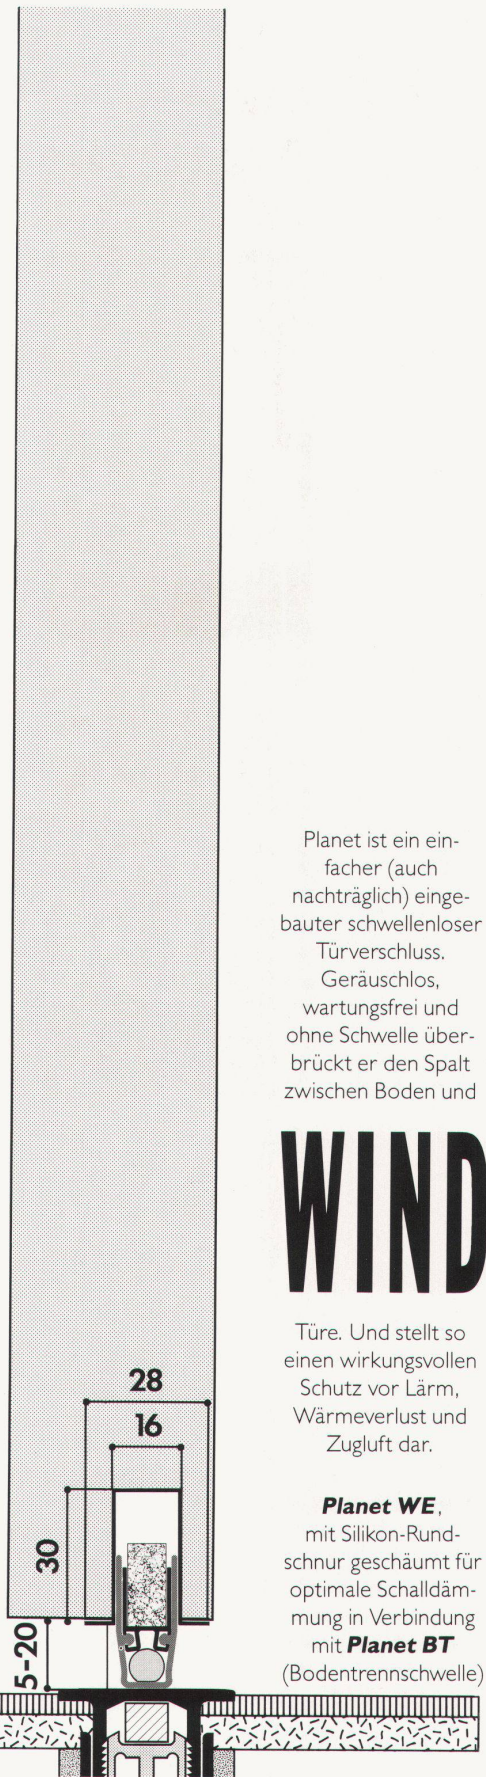 Planet ist ein ein-
facher (auch
nachträglich) einge-
bauter schwellenloser
Türverschluss.
Geräuschlos,
wartungsfrei und
ohne Schwelle über-
brückt er den Spalt
zwischen Boden und
WIND
Türe. Und stellt so
einen wirkungsvollen
Schutz vor Lärm,
Wärmeverlust und
Zugluft dar.
Planet WE,
mit Silikon-Rund-
schnur geschäumt für
optimale Schalldäm-
mung in Verbindung
mit Planet BT
(Bodentrennschwelle)
28
16
30
5-20